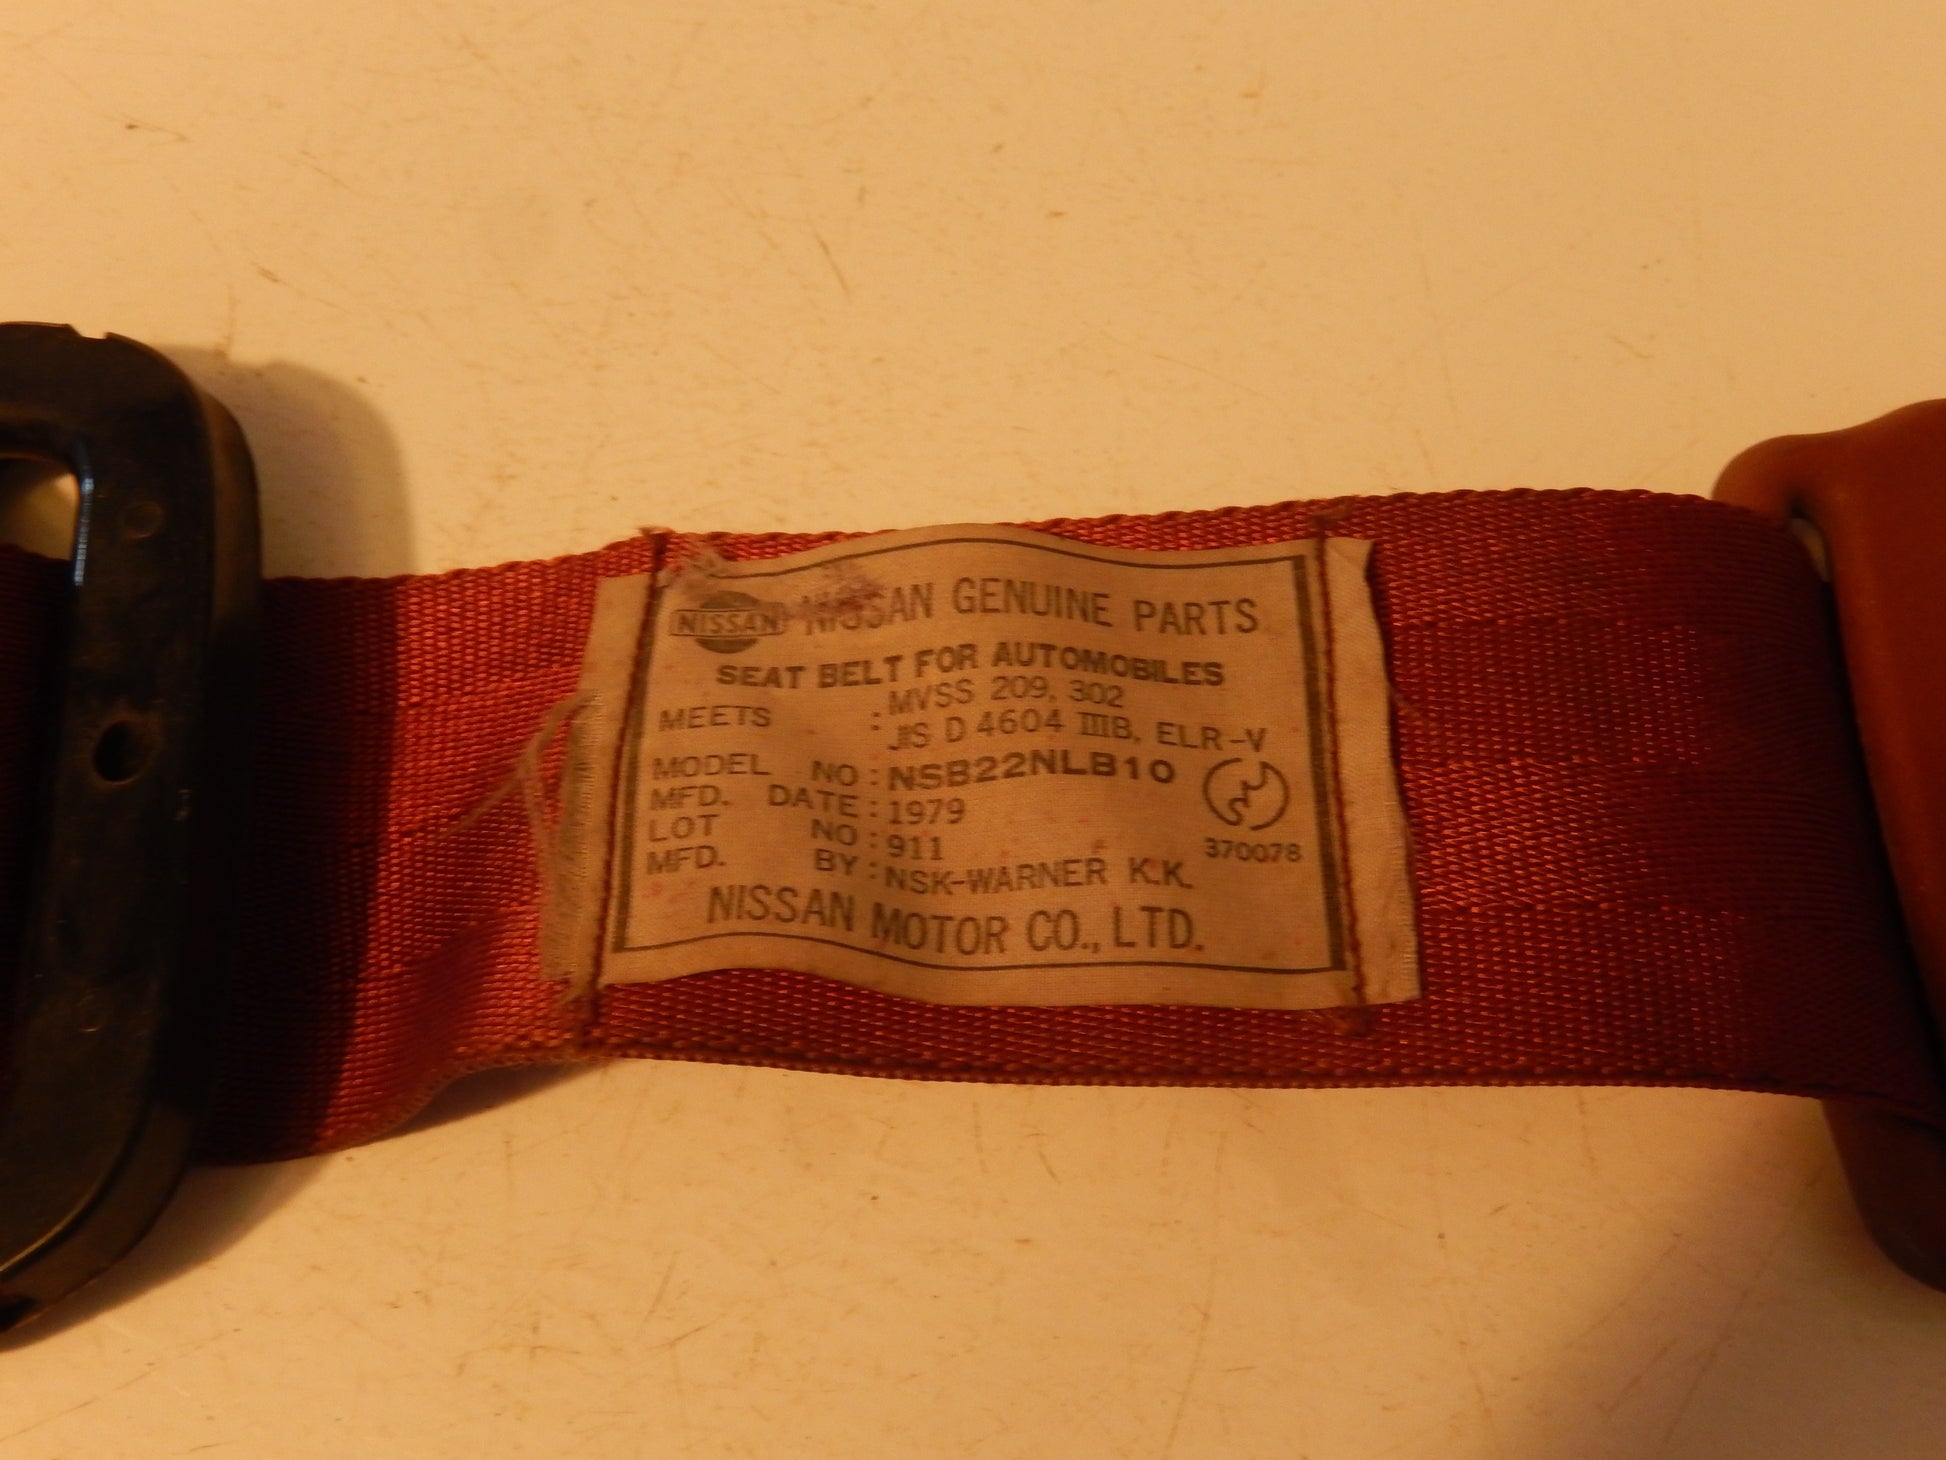 NISSAN NISSAN GENUINE PARTS
SEAT BELT FOR AUTOMOBILES
MEETS : MVSS 209, 302
JIS D 4604 IIIB, ELR-V
MODEL NO : NSB22NLB10
MFD. DATE : 1979
LOT NO : 911
370078
MFD. BY : NSK-WARNER K.K.
NISSAN MOTOR CO., LTD.